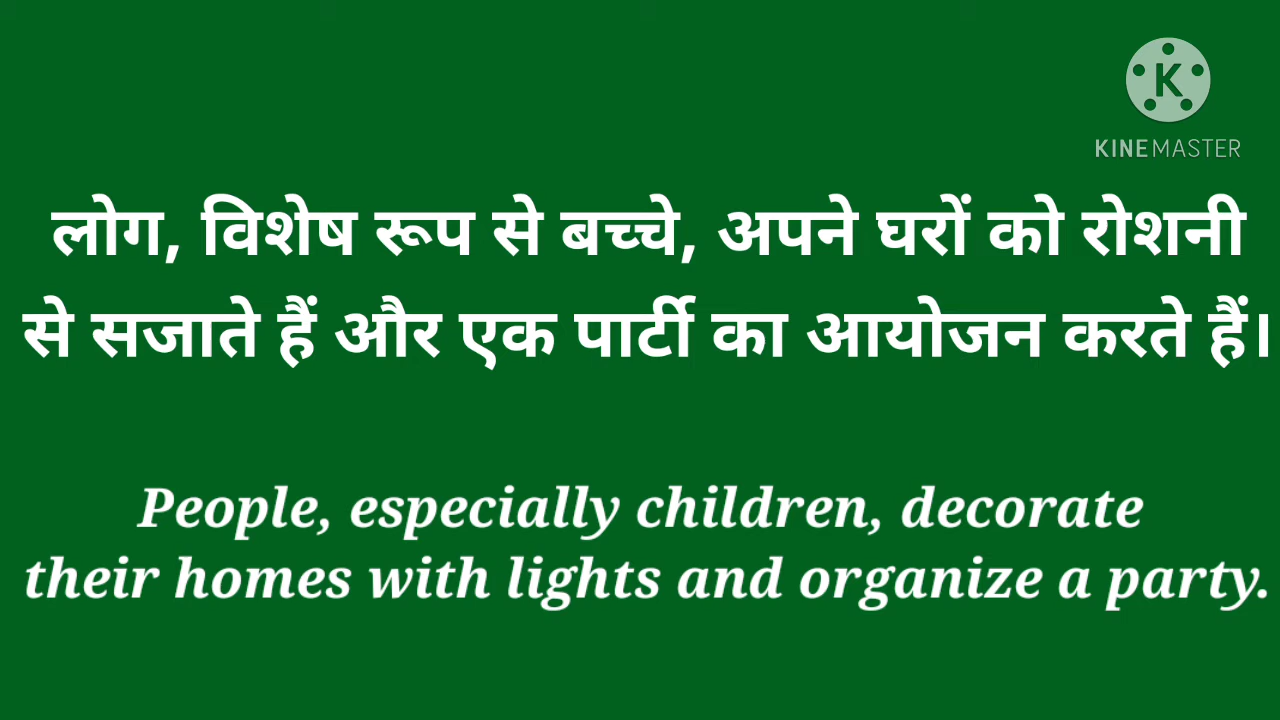 K
KINEMASTER
लोग, विशेष रूप से बच्चे, अपने घरों को रोशनी
से सजाते हैं और एक पार्टी का आयोजन करते हैं।
People, especially children, decorate
their homes with lights and organize a party.